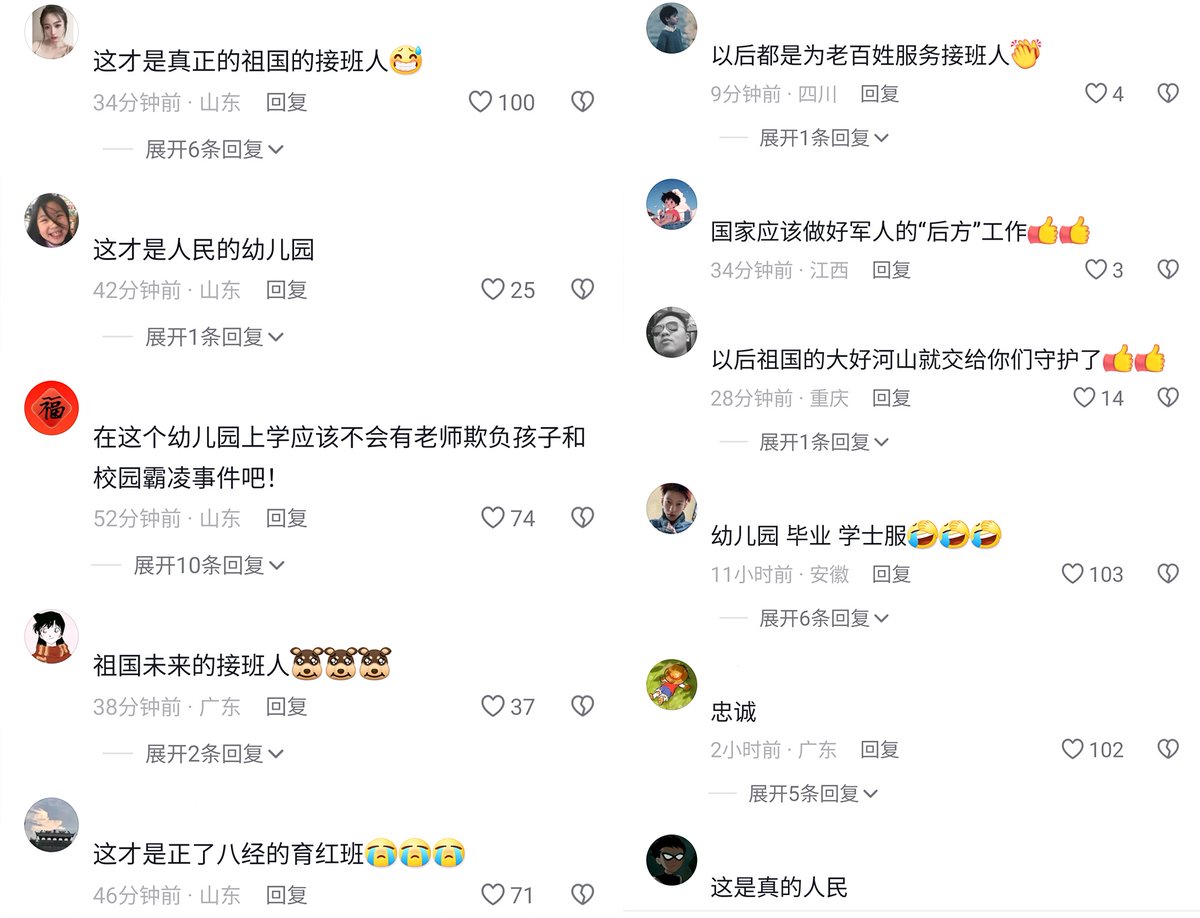 这才是真正的祖国的接班人😅
34分钟前 · 山东 回复 100
展开6条回复
这才是人民的幼儿园
42分钟前 · 山东 回复 25
展开1条回复
福
在这个幼儿园上学应该不会有老师欺负孩子和
校园霸凌事件吧!
52分钟前 · 山东 回复 74
展开10条回复
祖国未来的接班人
38分钟前 · 广东 回复 37
展开2条回复
这才是正了八经的育红班😭😭😭
46分钟前 · 山东 回复 71
以后都是为老百姓服务接班人👏
9分钟前 · 四川 回复 4
展开1条回复
国家应该做好军人的“后方”工作👍👍
34分钟前 · 江西 回复 3
以后祖国的大好河山就交给你们守护了👍👍
28分钟前 · 重庆 回复 14
展开1条回复
幼儿园 毕业 学士服🤣🤣🤣
11小时前 · 安徽 回复 103
展开6条回复
忠诚
2小时前 · 广东 回复 102
展开5条回复
这是真的人民